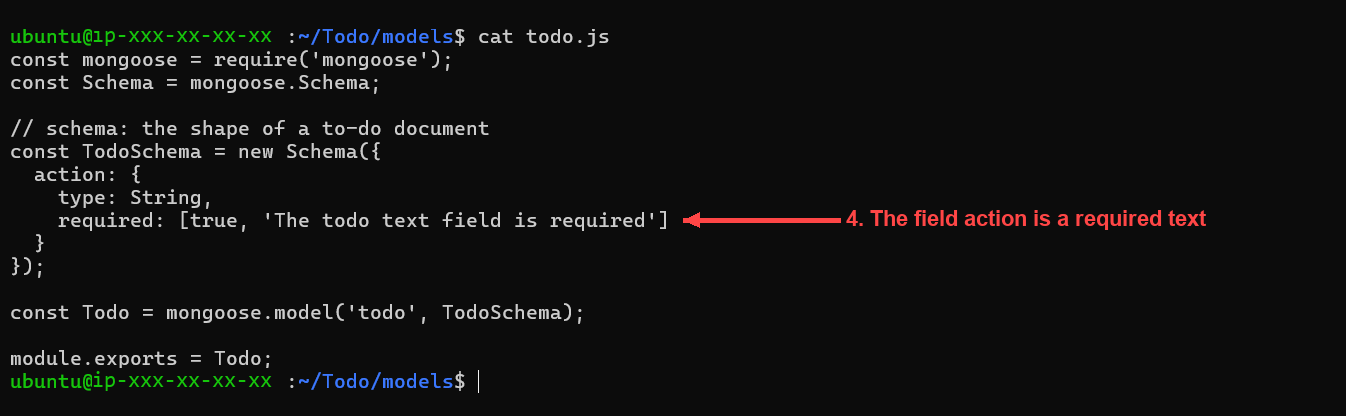 ubuntu@ip-xxx-xx-xx-xx :~/Todo/models$ cat todo.js
const mongoose = require('mongoose');
const Schema = mongoose.Schema;

// schema: the shape of a to-do document
const TodoSchema = new Schema({
  action: {
    type: String,
    required: [true, 'The todo text field is required'] 4. The field action is a required text
  }
});

const Todo = mongoose.model('todo', TodoSchema);

module.exports = Todo;
ubuntu@ip-xxx-xx-xx-xx :~/Todo/models$